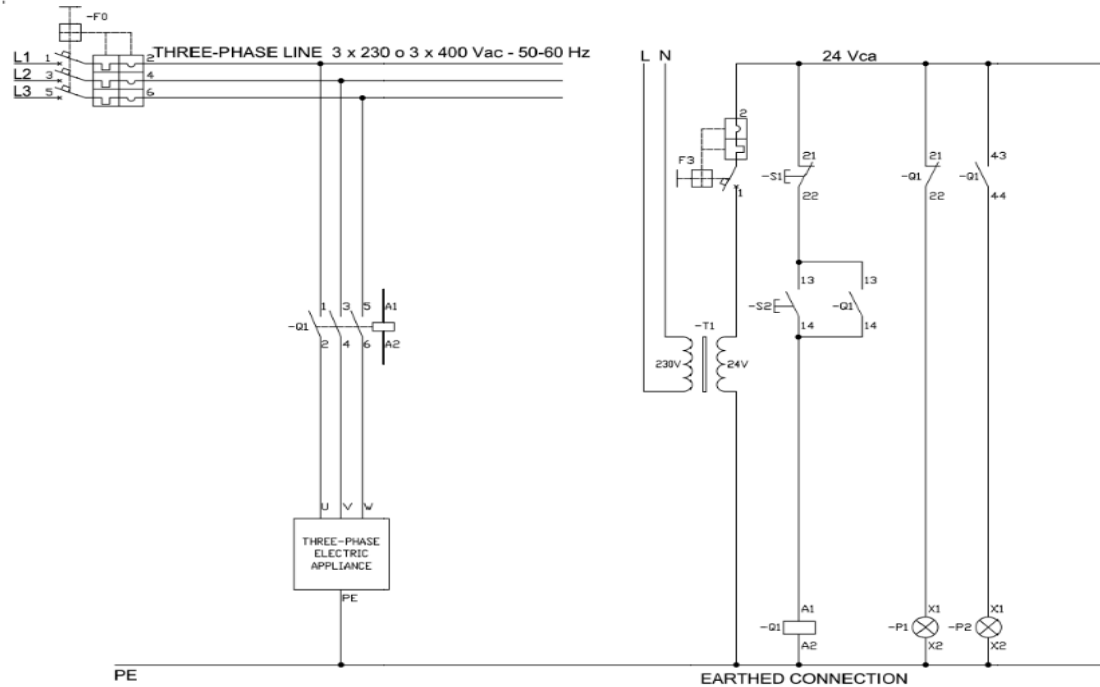 -F0
L1 1 2 THREE-PHASE LINE 3 x 230 o 3 x 400 Vac - 50-60 Hz
L2 3 4
L3 5 6
L N
24 Vca
2
F3
1
-S1
21
22
-Q1
21
22
-Q1
43
44
-S2
13
14
-Q1
13
14
-Q1
1 3 5 A1
2 4 6 A2
-T1
230V
24V
U V W
THREE-PHASE
ELECTRIC
APPLIANCE
PE
-Q1
A1
A2
-P1
X1
X2
-P2
X1
X2
PE
EARTHED CONNECTION